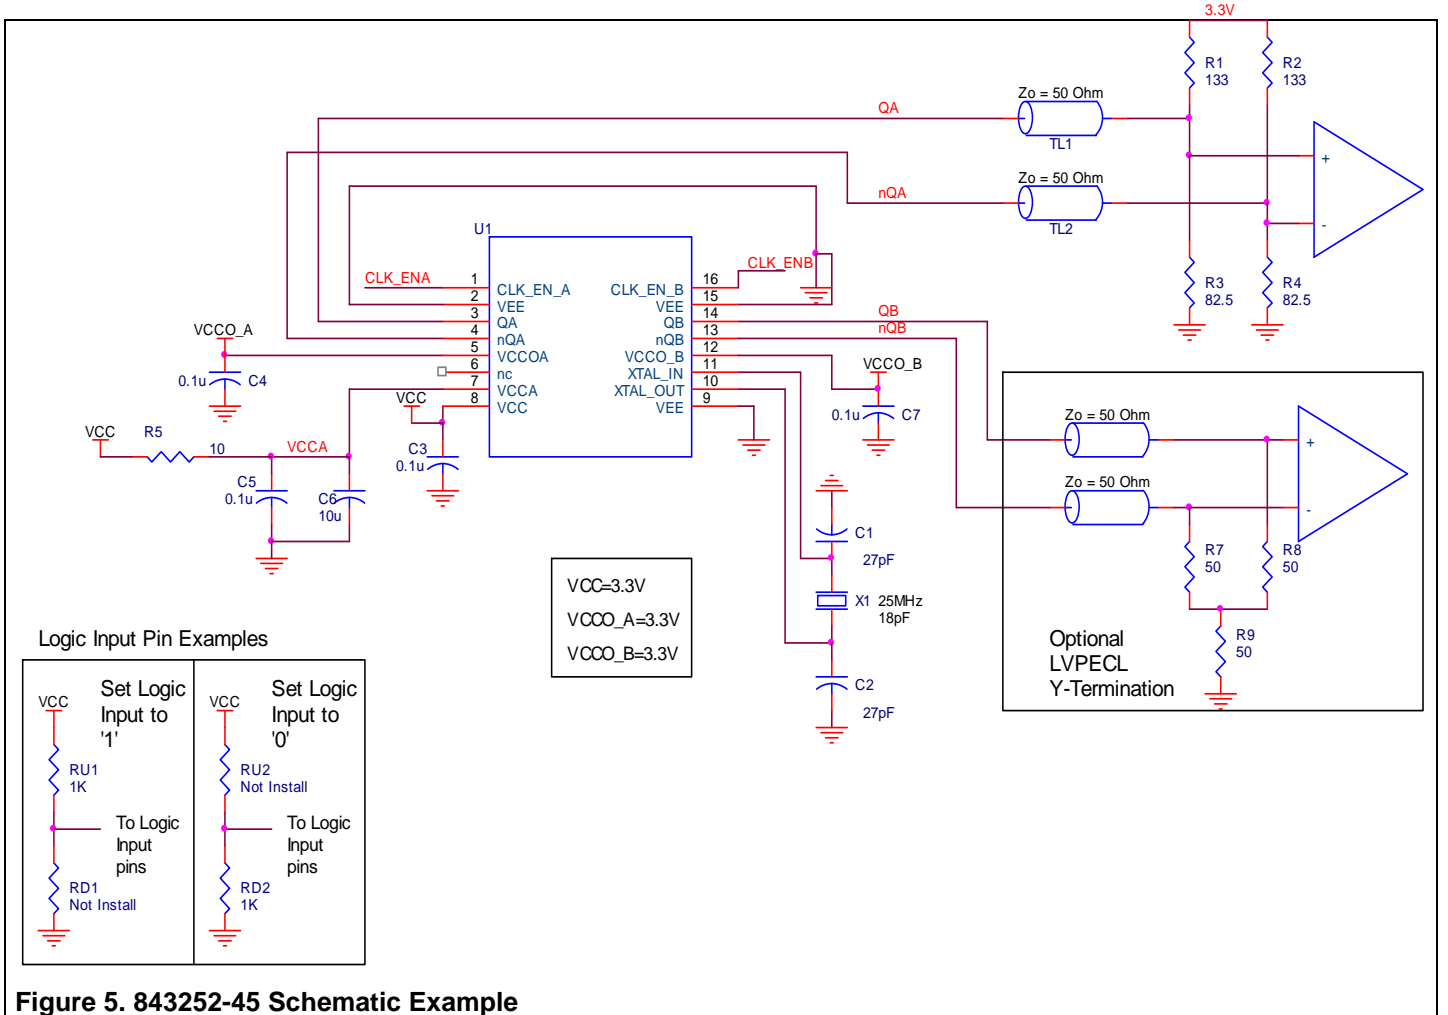 3.3V
R1
133
R2
133
Zo = 50 Ohm
QA
TL1
+
Zo = 50 Ohm
nQA
TL2
-
R3
82.5
R4
82.5
U1
CLK_ENA
CLK_ENB
1
2
3
4
5
6
7
8
CLK_EN_A
VEE
QA
nQA
VCCOA
nc
VCCA
VCC
CLK_EN_B
VEE
QB
nQB
VCCO_B
XTAL_IN
XTAL_OUT
VEE
16
15
14
13
12
11
10
9
QB
nQB
VCCO_A
0.1u
C4
VCC
C3
0.1u
VCCO_B
0.1u
C7
VCC
R5
10
VCCA
C5
0.1u
C6
10u
Zo = 50 Ohm
+
Zo = 50 Ohm
-
R7
50
R8
50
R9
50
Optional
LVPECL
Y-Termination
C1
27pF
X1
25MHz
18pF
C2
27pF
VCC=3.3V
VCCO_A=3.3V
VCCO_B=3.3V
Logic Input Pin Examples
VCC
Set Logic
Input to
'1'
RU1
1K
To Logic
Input
pins
RD1
Not Install
VCC
Set Logic
Input to
'0'
RU2
Not Install
To Logic
Input
pins
RD2
1K
Figure 5. 843252-45 Schematic Example